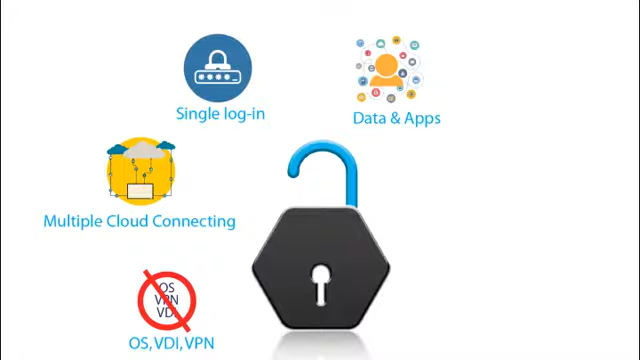 Single log-in
Data & Apps
Multiple Cloud Connecting
OS
VPN
VDI
OS, VDI, VPN